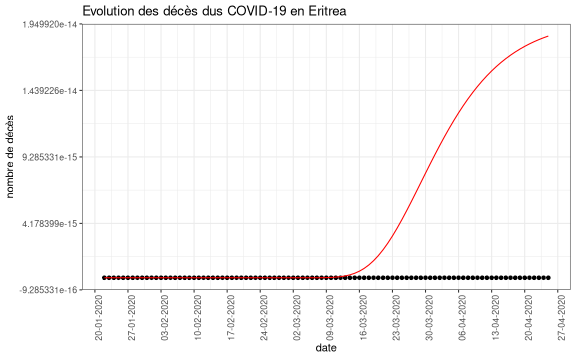 Evolution des décès dus COVID-19 en Eritrea
nombre de décès
1.949920e-14
1.439226e-14
9.285331e-15
4.178399e-15
-9.285331e-16
20-01-2020
27-01-2020
03-02-2020
10-02-2020
17-02-2020
24-02-2020
02-03-2020
09-03-2020
16-03-2020
23-03-2020
30-03-2020
06-04-2020
13-04-2020
20-04-2020
27-04-2020
date